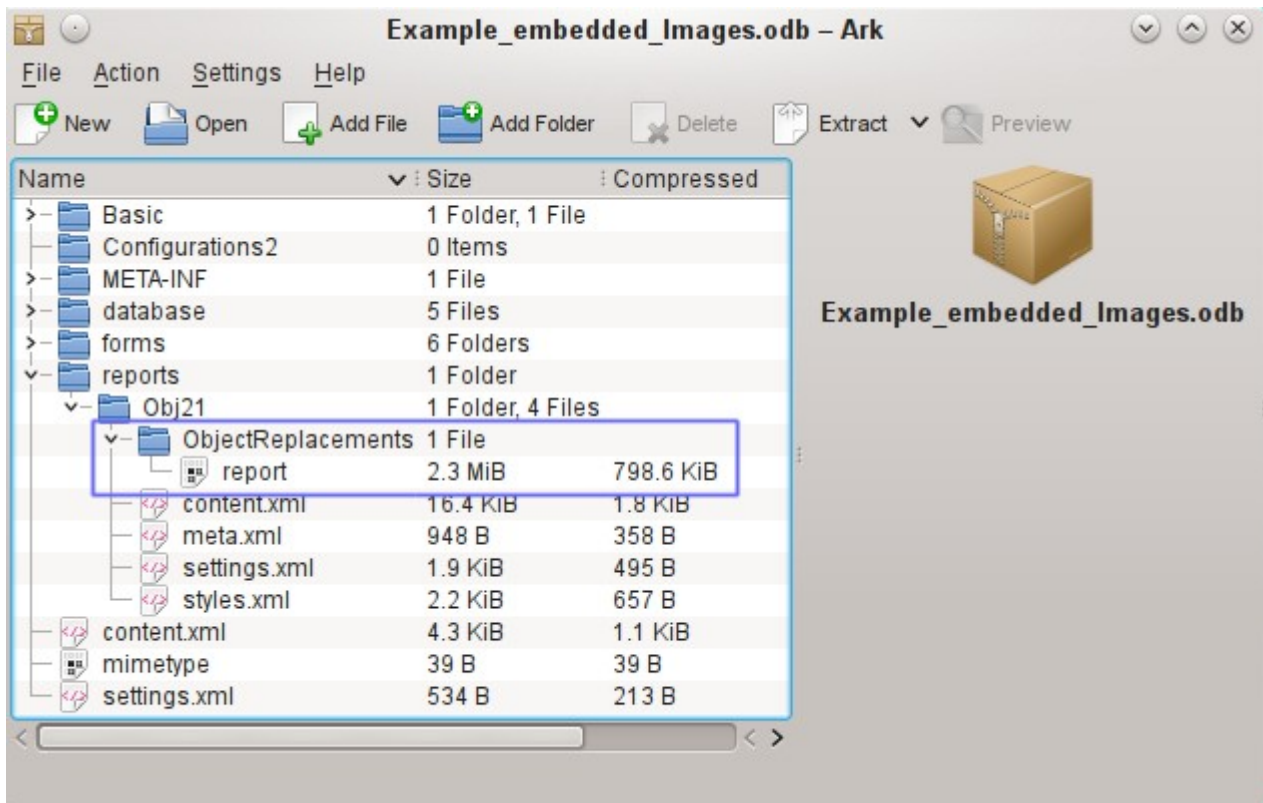 Example_embedded_Images.odb – Ark
File Action Settings Help
New Open Add File Add Folder Delete Extract Preview
Name Size Compressed
Basic 1 Folder, 1 File
Configurations2 0 Items
META-INF 1 File
database 5 Files
forms 6 Folders
reports 1 Folder
Obj21 1 Folder, 4 Files
ObjectReplacements 1 File
report 2.3 MiB 798.6 KiB
content.xml 16.4 KiB 1.8 KiB
meta.xml 948 B 358 B
settings.xml 1.9 KiB 495 B
styles.xml 2.2 KiB 657 B
content.xml 4.3 KiB 1.1 KiB
mimetype 39 B 39 B
settings.xml 534 B 213 B
Example_embedded_Images.odb